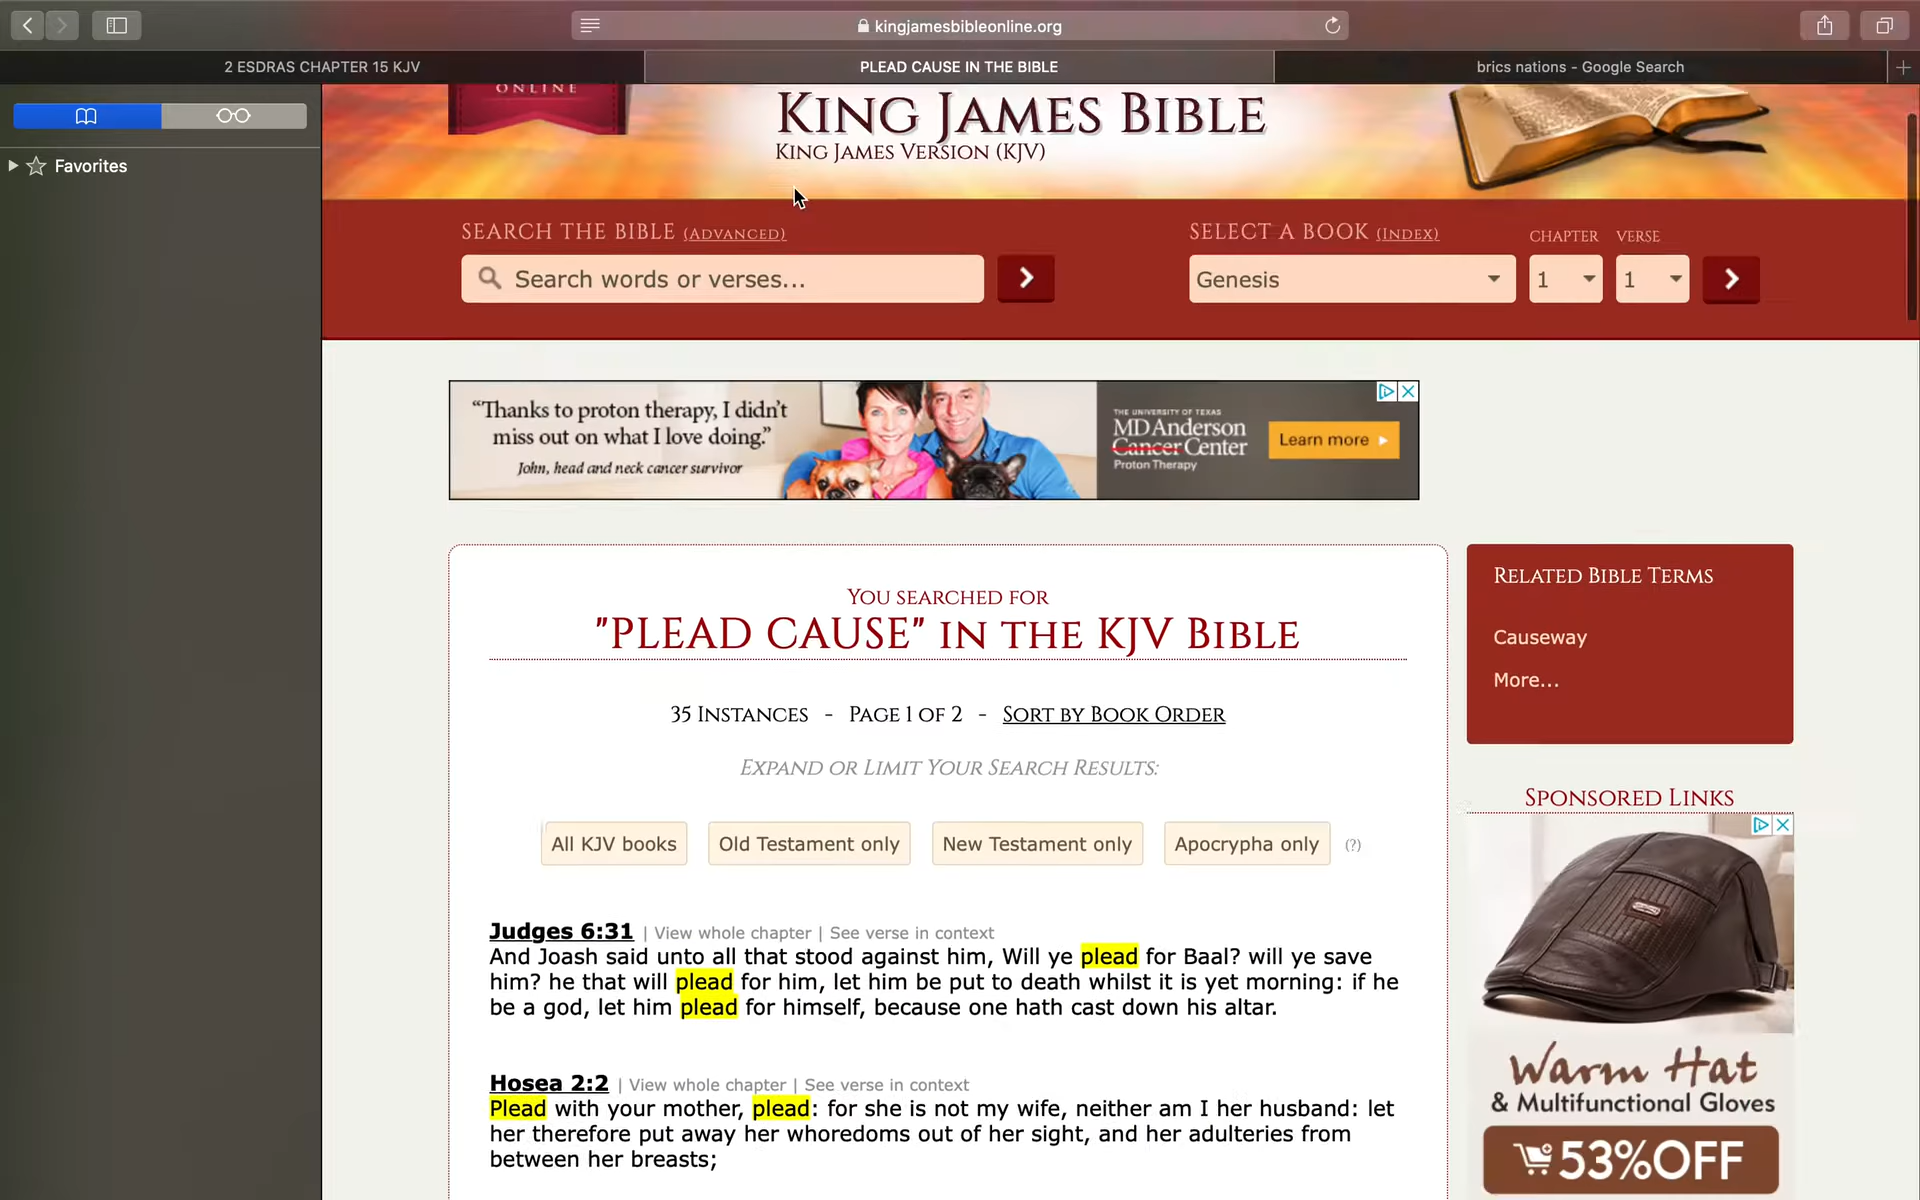 kingjamesbibleonline.org
2 ESDRAS CHAPTER 15 KJV
PLEAD CAUSE IN THE BIBLE
brics nations - Google Search
Favorites
ONLINE
KING JAMES BIBLE
KING JAMES VERSION (KJV)
SEARCH THE BIBLE (ADVANCED)
Search words or verses...
SELECT A BOOK (INDEX)
CHAPTER
VERSE
Genesis
1
1
“Thanks to proton therapy, I didn’t
miss out on what I love doing.”
John, head and neck cancer survivor
THE UNIVERSITY OF TEXAS
MD Anderson
Cancer Center
Proton Therapy
Learn more
YOU SEARCHED FOR
"PLEAD CAUSE" IN THE KJV BIBLE
35 INSTANCES - PAGE 1 OF 2 - SORT BY BOOK ORDER
EXPAND OR LIMIT YOUR SEARCH RESULTS:
All KJV books
Old Testament only
New Testament only
Apocrypha only
(?)
Judges 6:31 | View whole chapter | See verse in context
And Joash said unto all that stood against him, Will ye plead for Baal? will ye save
him? he that will plead for him, let him be put to death whilst it is yet morning: if he
be a god, let him plead for himself, because one hath cast down his altar.
Hosea 2:2 | View whole chapter | See verse in context
Plead with your mother, plead: for she is not my wife, neither am I her husband: let
her therefore put away her whoredoms out of her sight, and her adulteries from
between her breasts;
RELATED BIBLE TERMS
Causeway
More...
SPONSORED LINKS
Warm Hat
& Multifunctional Gloves
53%OFF